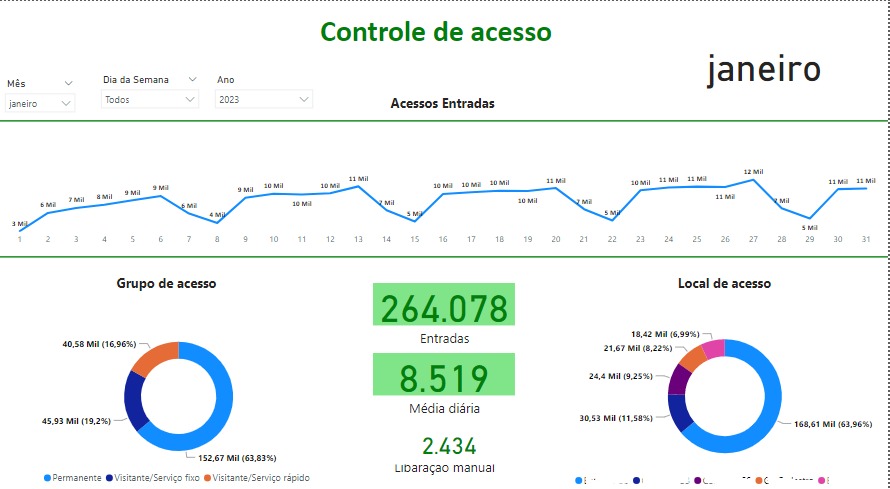 Controle de acesso
janeiro
Mês
Dia da Semana
Ano
janeiro
Todos
2023
Acessos Entradas
3 Mil 6 Mil 7 Mil 8 Mil 9 Mil 9 Mil 6 Mil 4 Mil 9 Mil 10 Mil 10 Mil 10 Mil 11 Mil 7 Mil 5 Mil 10 Mil 10 Mil 10 Mil 10 Mil 11 Mil 7 Mil 5 Mil 10 Mil 11 Mil 11 Mil 11 Mil 12 Mil 7 Mil 5 Mil 11 Mil 11 Mil
1 2 3 4 5 6 7 8 9 10 11 12 13 14 15 16 17 18 19 20 21 22 23 24 25 26 27 28 29 30 31
Grupo de acesso
40,58 Mil (16,96%)
45,93 Mil (19,2%)
152,67 Mil (63,83%)
Permanente Visitante/Serviço fixo Visitante/Serviço rápido
264.078
Entradas
8.519
Média diária
2.434
Libaração manual
Local de acesso
18,42 Mil (6,99%)
21,67 Mil (8,22%)
24,4 Mil (9,25%)
30,53 Mil (11,58%)
168,61 Mil (63,96%)